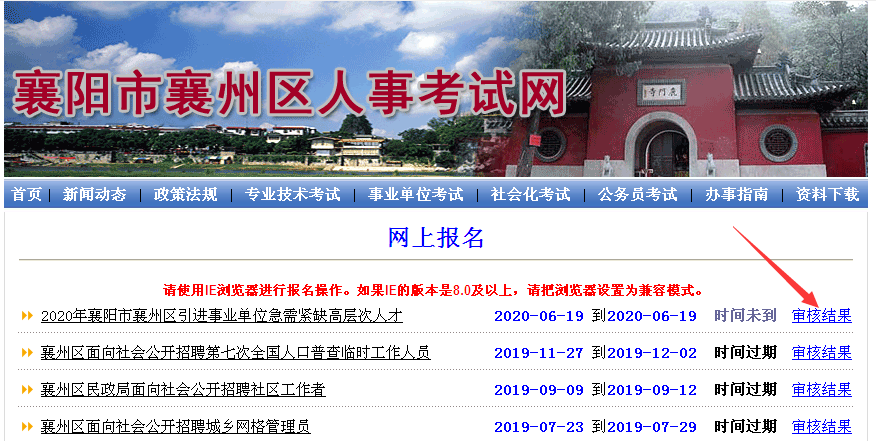 襄阳市襄州区人事考试网
鹿門寺
首页 | 新闻动态 | 政策法规 | 专业技术考试 | 事业单位考试 | 社会化考试 | 公务员考试 | 办事指南 | 资料下载
网上报名
请使用IE浏览器进行报名操作。如果IE的版本是8.0及以上，请把浏览器设置为兼容模式。
2020年襄阳市襄州区引进事业单位急需紧缺高层次人才 2020-06-19 到2020-06-19 时间未到 审核结果
襄州区面向社会公开招聘第七次全国人口普查临时工作人员 2019-11-27 到2019-12-02 时间过期 审核结果
襄州区民政局面向社会公开招聘社区工作者 2019-09-09 到2019-09-12 时间过期 审核结果
襄州区面向社会公开招聘城乡网格管理员 2019-07-23 到2019-07-29 时间过期 审核结果